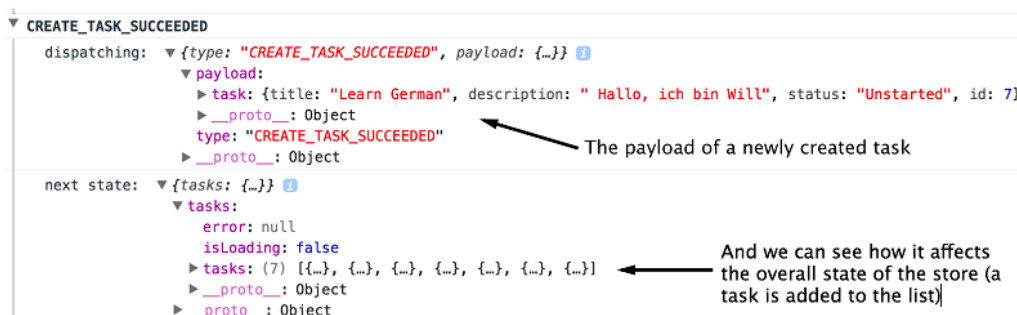 ▼ CREATE_TASK_SUCCEEDED
dispatching: ▼{type: "CREATE_TASK_SUCCEEDED", payload: {…}} i
▼payload:
▶task: {title: "Learn German", description: " Hallo, ich bin Will", status: "Unstarted", id: 7}
▶__proto__: Object
type: "CREATE_TASK_SUCCEEDED"
The payload of a newly created task
▶__proto__: Object
next state: ▼{tasks: {…}} i
▼tasks:
error: null
isLoading: false
▶tasks: (7) [{…}, {…}, {…}, {…}, {…}, {…}, {…}]
▶__proto__: Object
▶__proto__: Object
And we can see how it affects
the overall state of the store (a
task is added to the list)